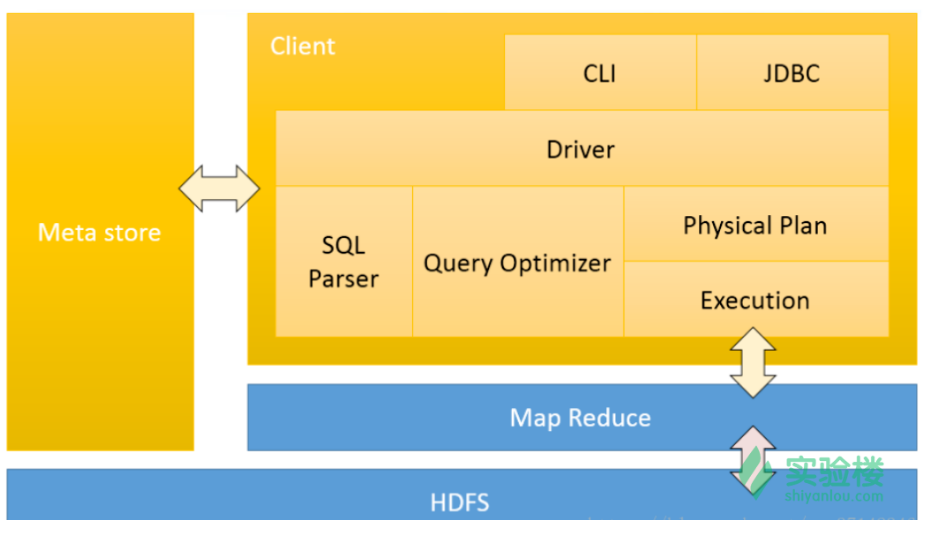 Client
CLI
JDBC
Driver
Meta store
SQL
Parser
Query Optimizer
Physical Plan
Execution
Map Reduce
实验楼
shiyanlou.com
HDFS